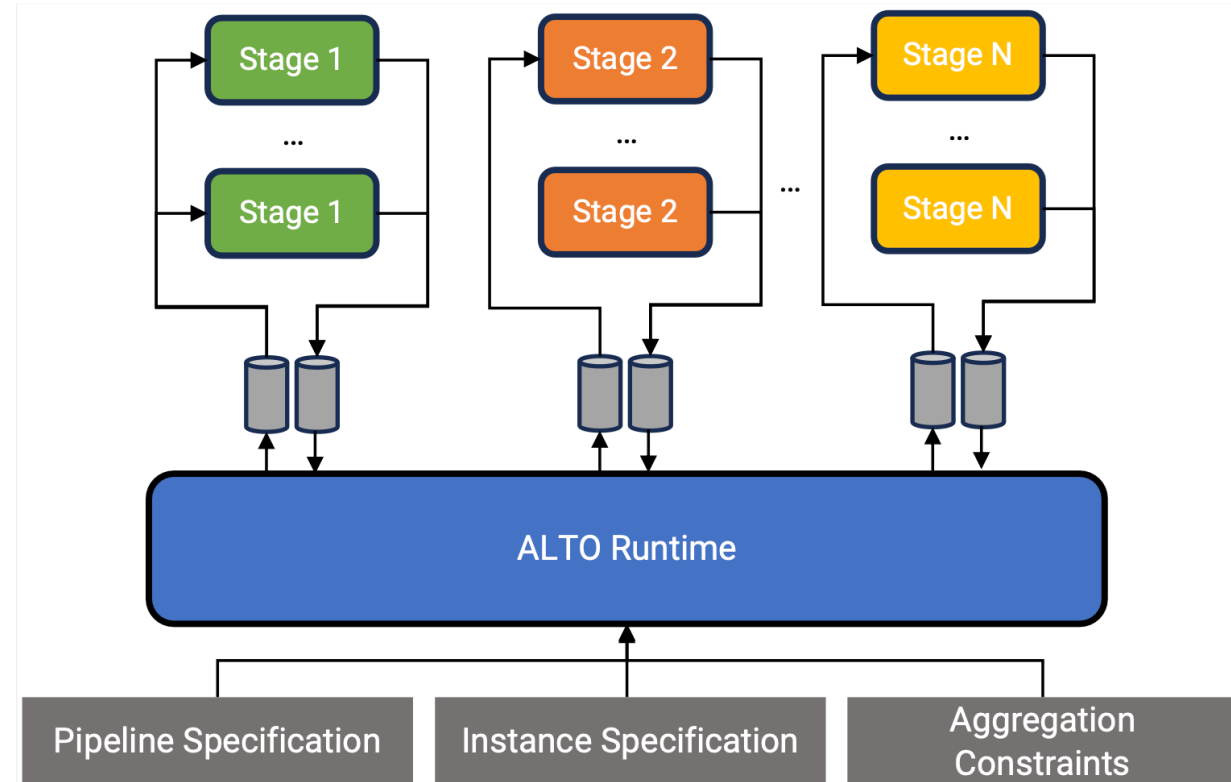 Stage 1
Stage 2
Stage N
...
...
...
Stage 1
Stage 2
...
Stage N
ALTO Runtime
Pipeline Specification
Instance Specification
Aggregation
Constraints